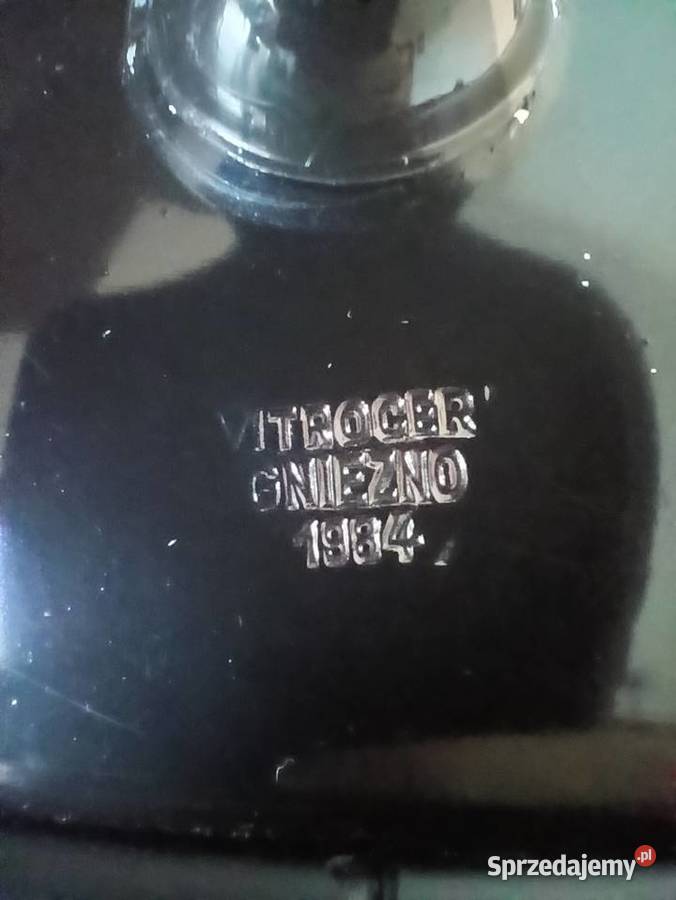 VITROCER
GNIEZNO
1984
Sprzedajemy.pl